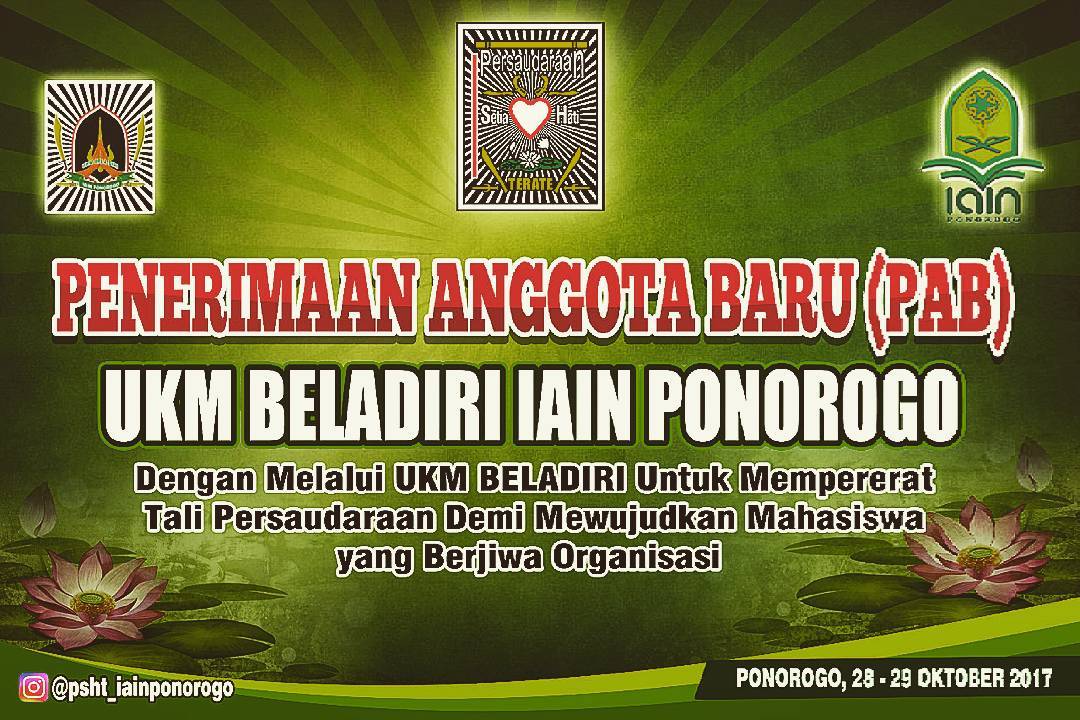 Persaudaraan
Setia Hati
TERATE
IAIN
PONOROGO
PENERIMAAN ANGGOTA BARU (PAB)
UKM BELADIRI IAIN PONOROGO
Dengan Melalui UKM BELADIRI Untuk Mempererat
Tali Persaudaraan Demi Mewujudkan Mahasiswa
yang Berjiwa Organisasi
@psht_iainponorogo
PONOROGO, 28 - 29 OKTOBER 2017